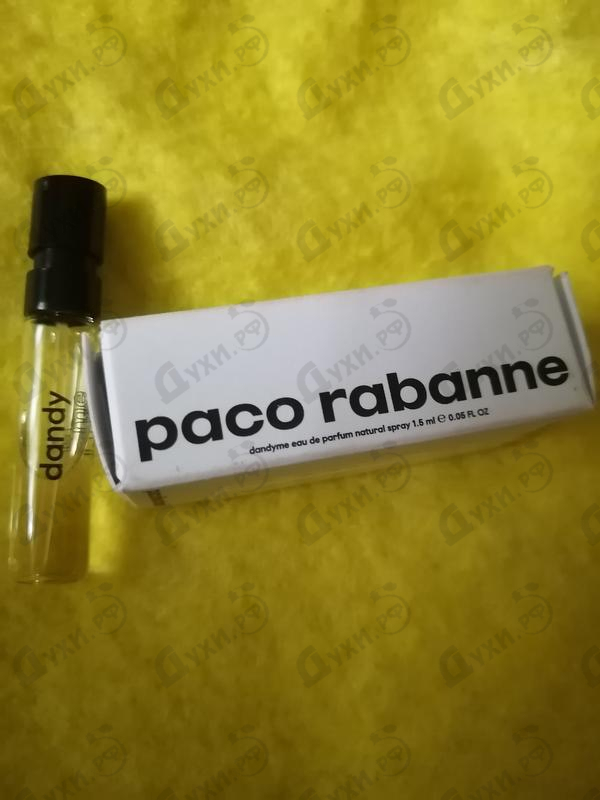 paco rabanne
dandyme eau de parfum natural spray 1.5 ml ℮ 0.05 FL OZ
dandy
Духи.рф